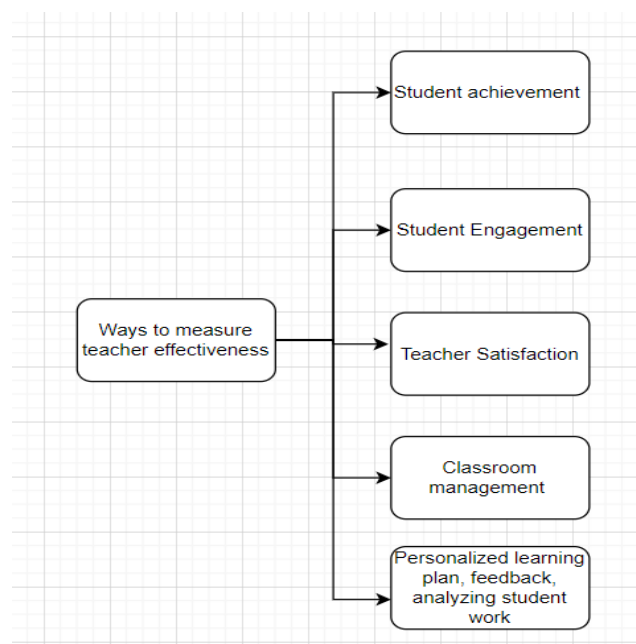 Student achievement
Student Engagement
Ways to measure
teacher effectiveness
Teacher Satisfaction
Classroom
management
Personalized learning
plan, feedback,
analyzing student
work